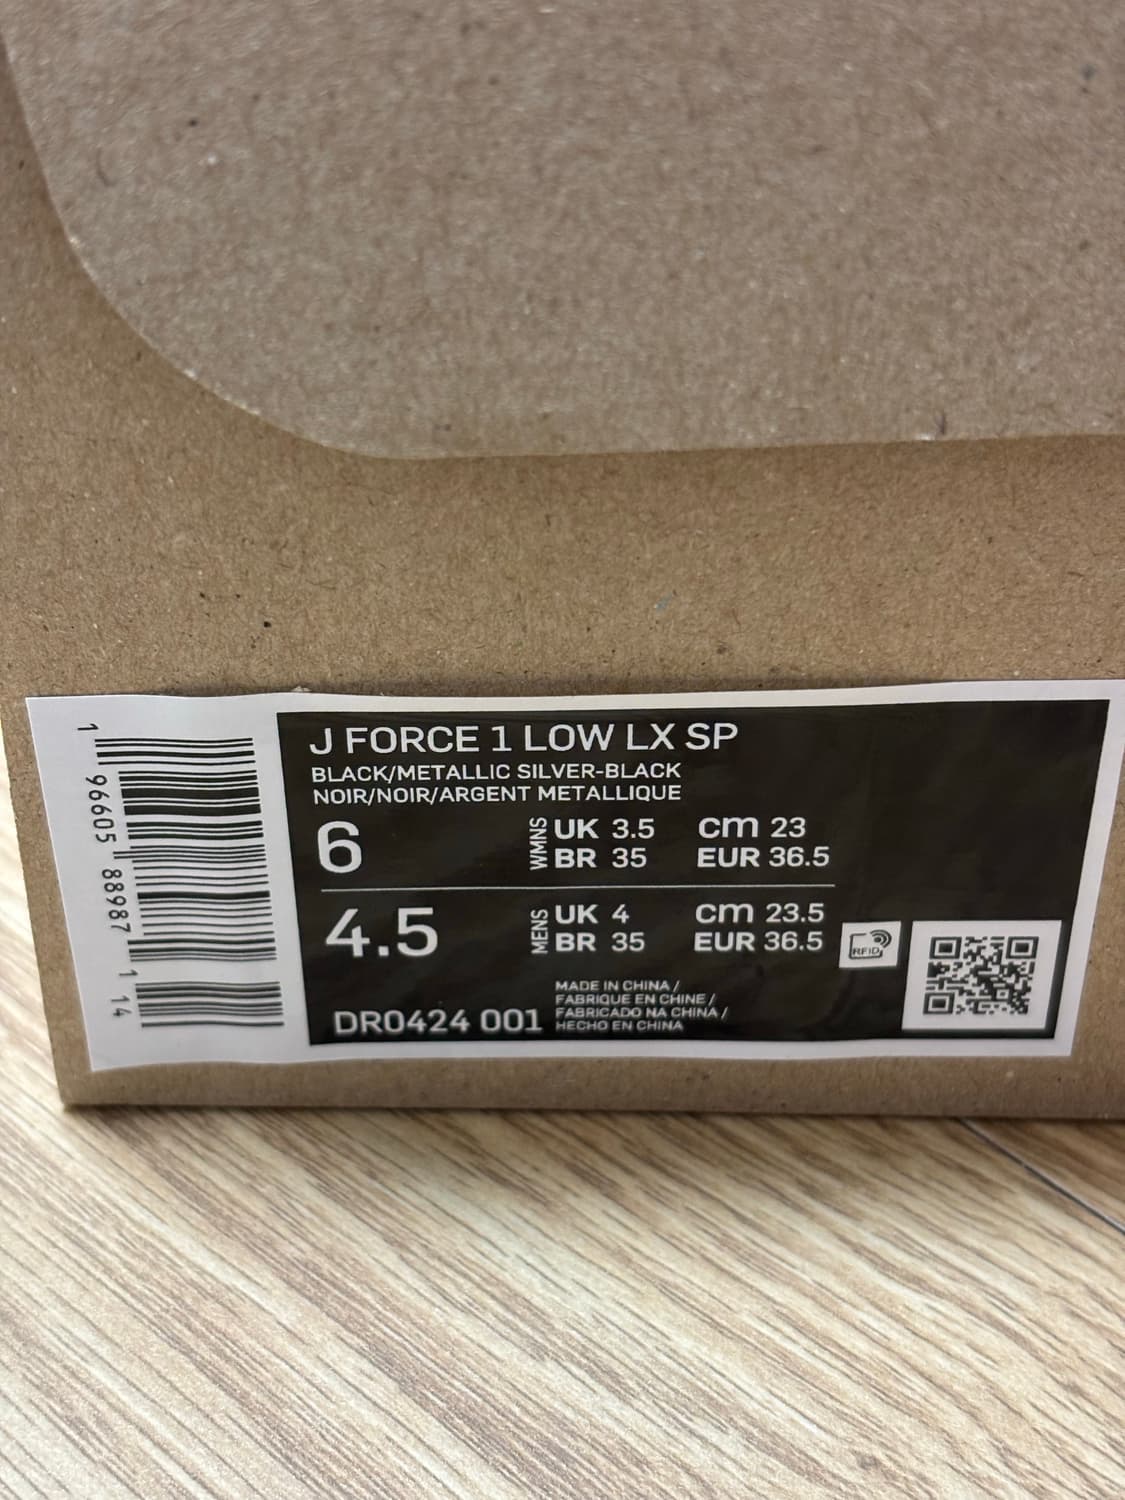 1 96605 88987 1 14
J FORCE 1 LOW LX SP
BLACK/METALLIC SILVER-BLACK
NOIR/NOIR/ARGENT METALLIQUE
6 WMNS UK 3.5 cm 23
BR 35 EUR 36.5
4.5 MENS UK 4 cm 23.5
BR 35 EUR 36.5
RFID
MADE IN CHINA /
FABRIQUE EN CHINE /
FABRICADO NA CHINA /
HECHO EN CHINA
DR0424 001